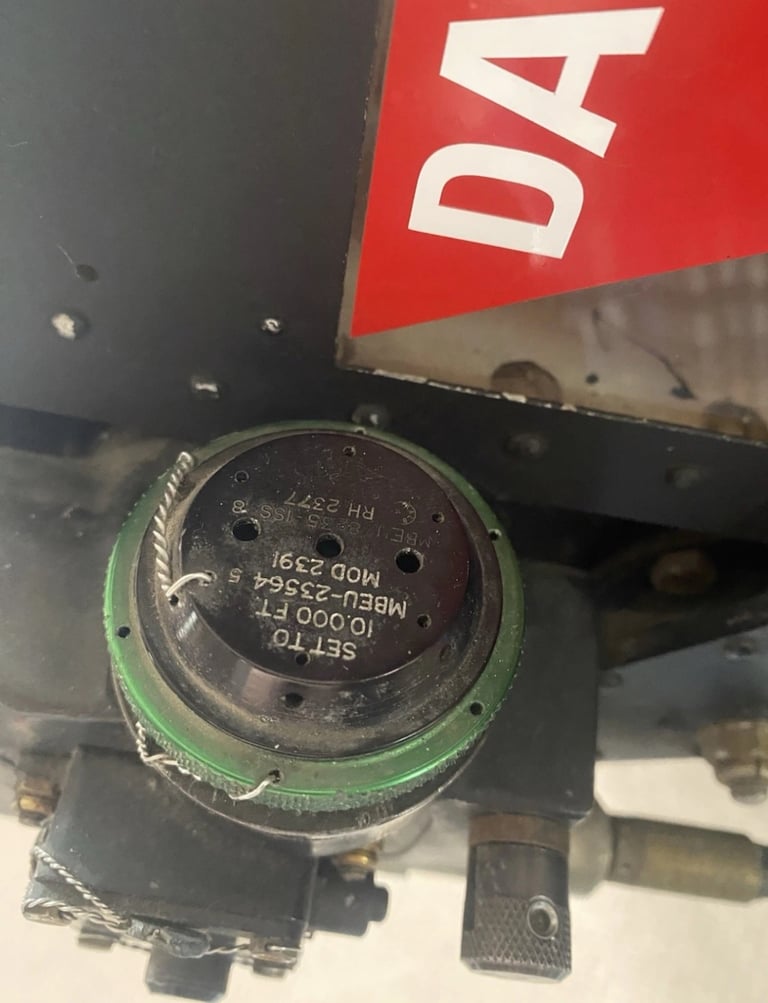 DA
SET TO
10.000 FT
MBEU-23564 5
MOD 2391
RH 2377